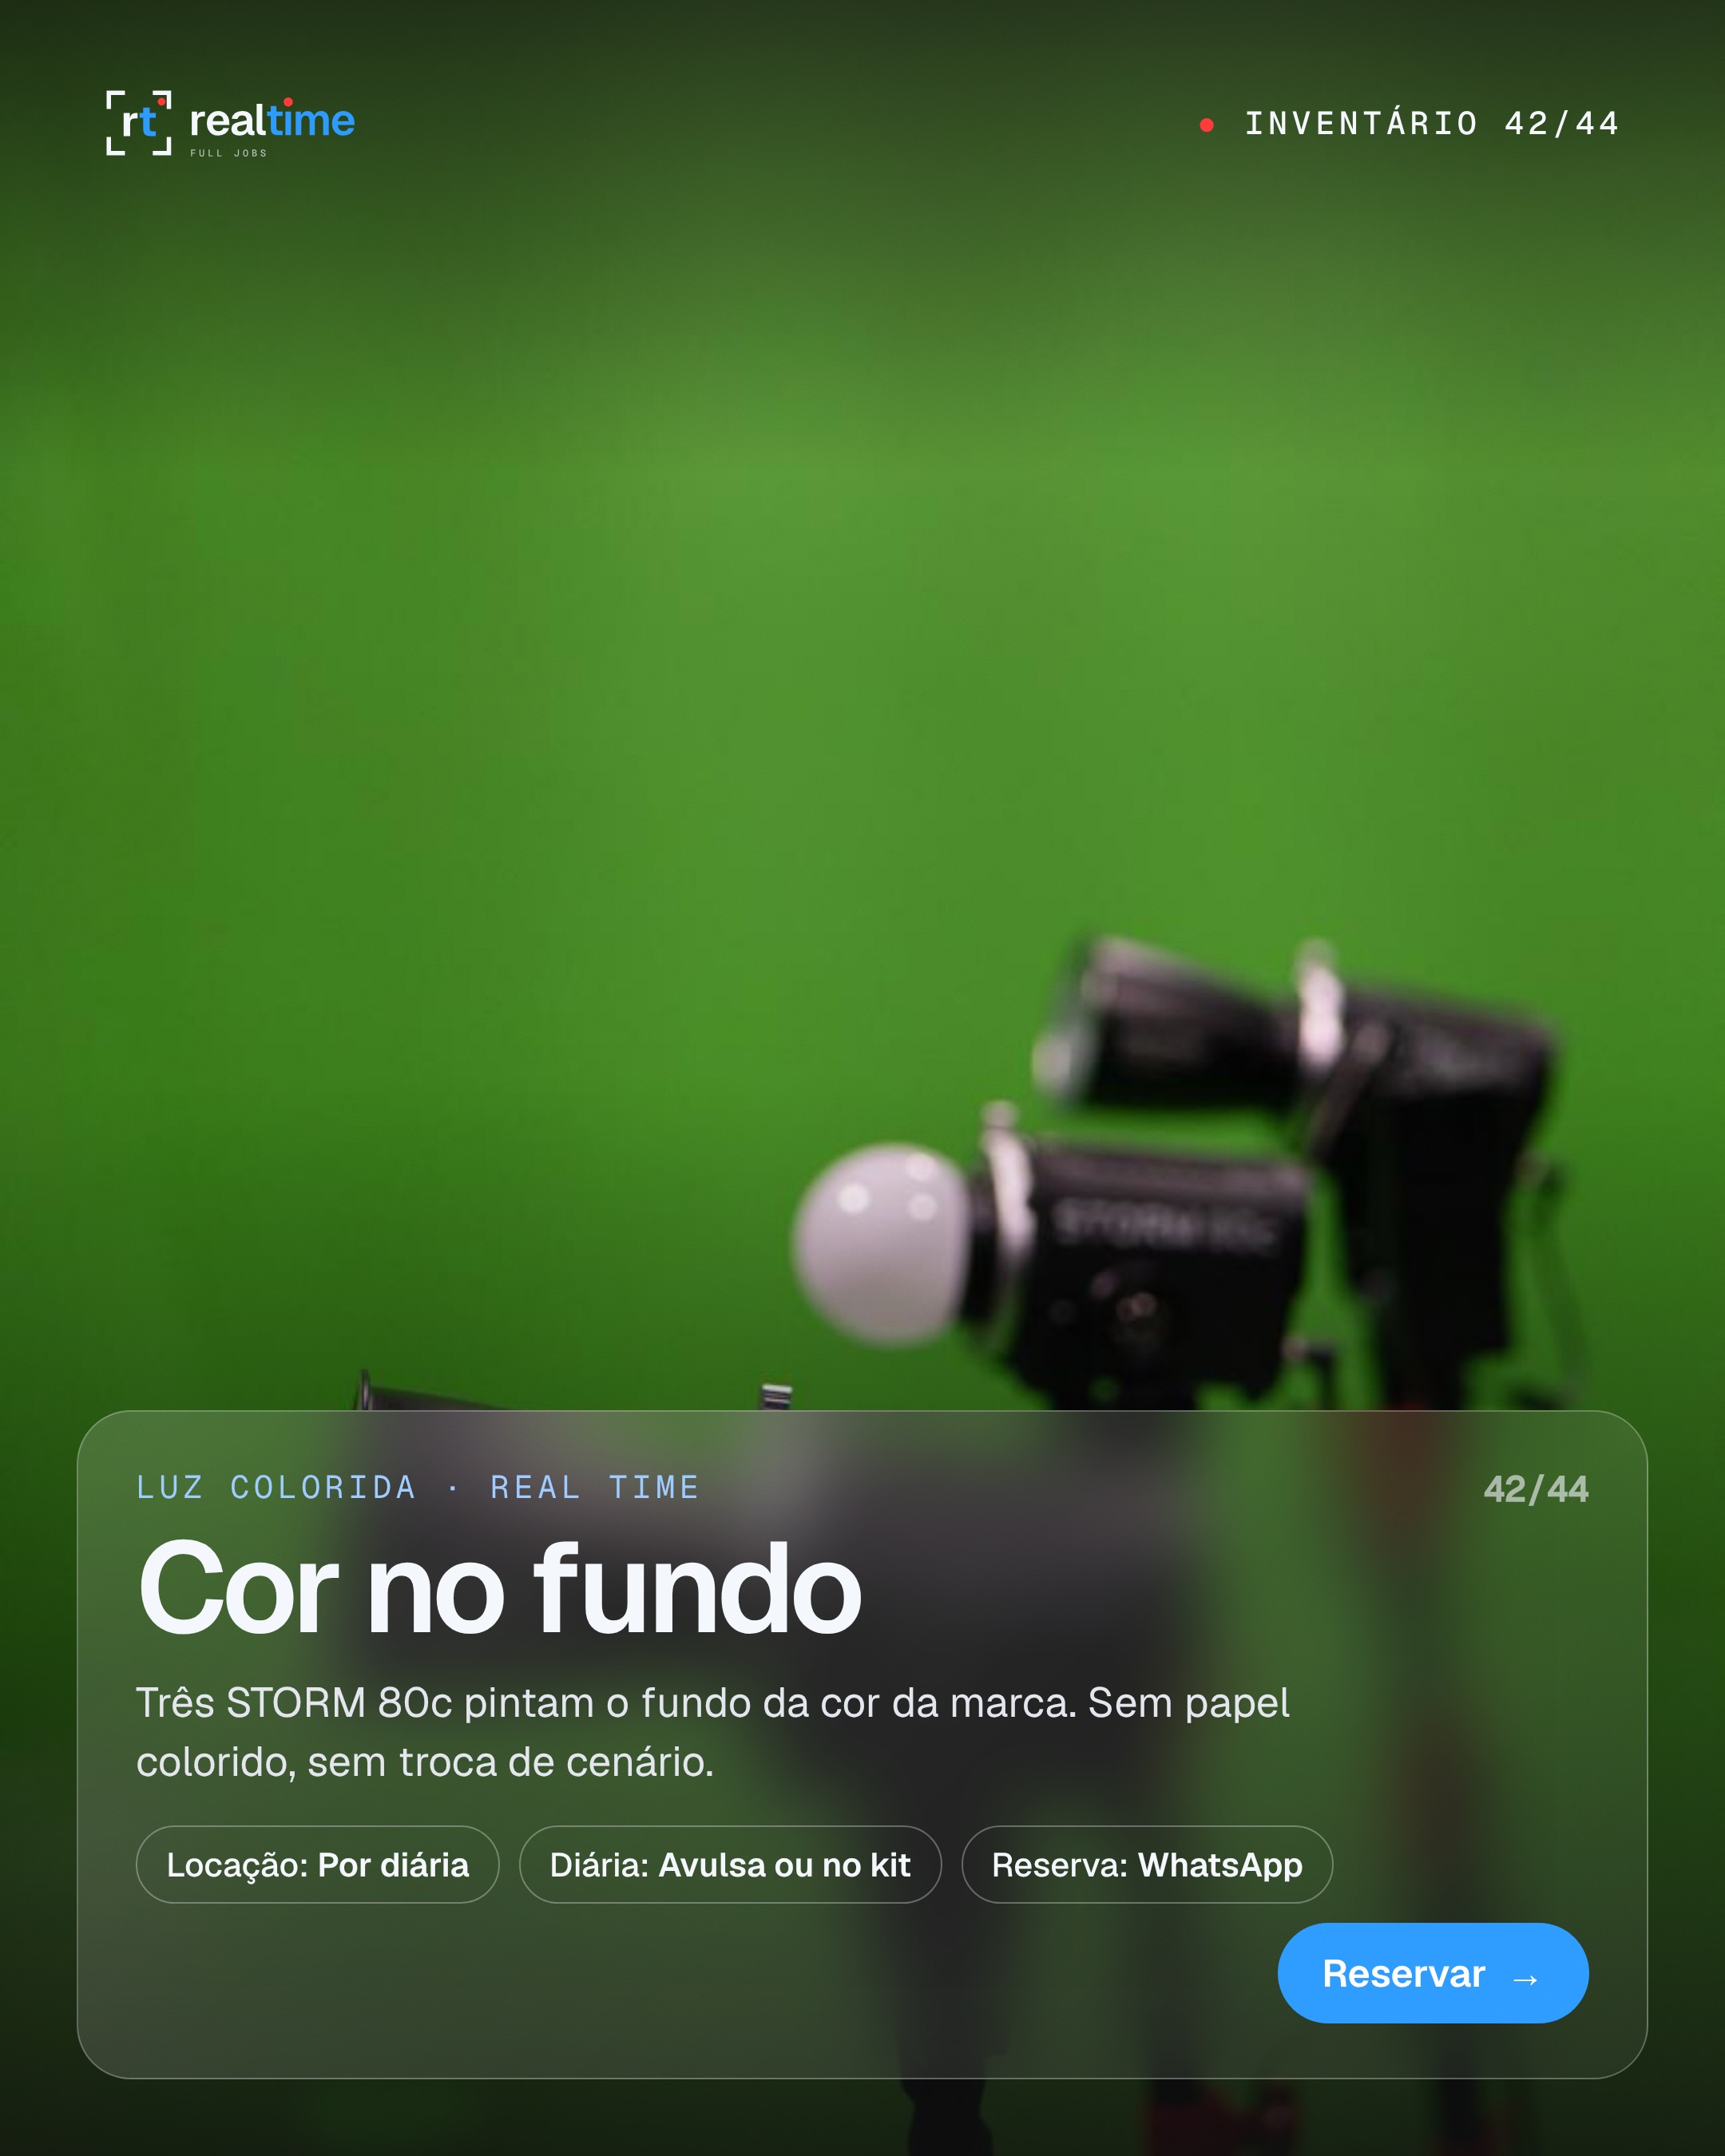 rt realtime
FULL JOBS
INVENTÁRIO 42/44
LUZ COLORIDA · REAL TIME
42/44
Cor no fundo
Três STORM 80c pintam o fundo da cor da marca. Sem papel
colorido, sem troca de cenário.
Locação: Por diária
Diária: Avulsa ou no kit
Reserva: WhatsApp
Reservar →